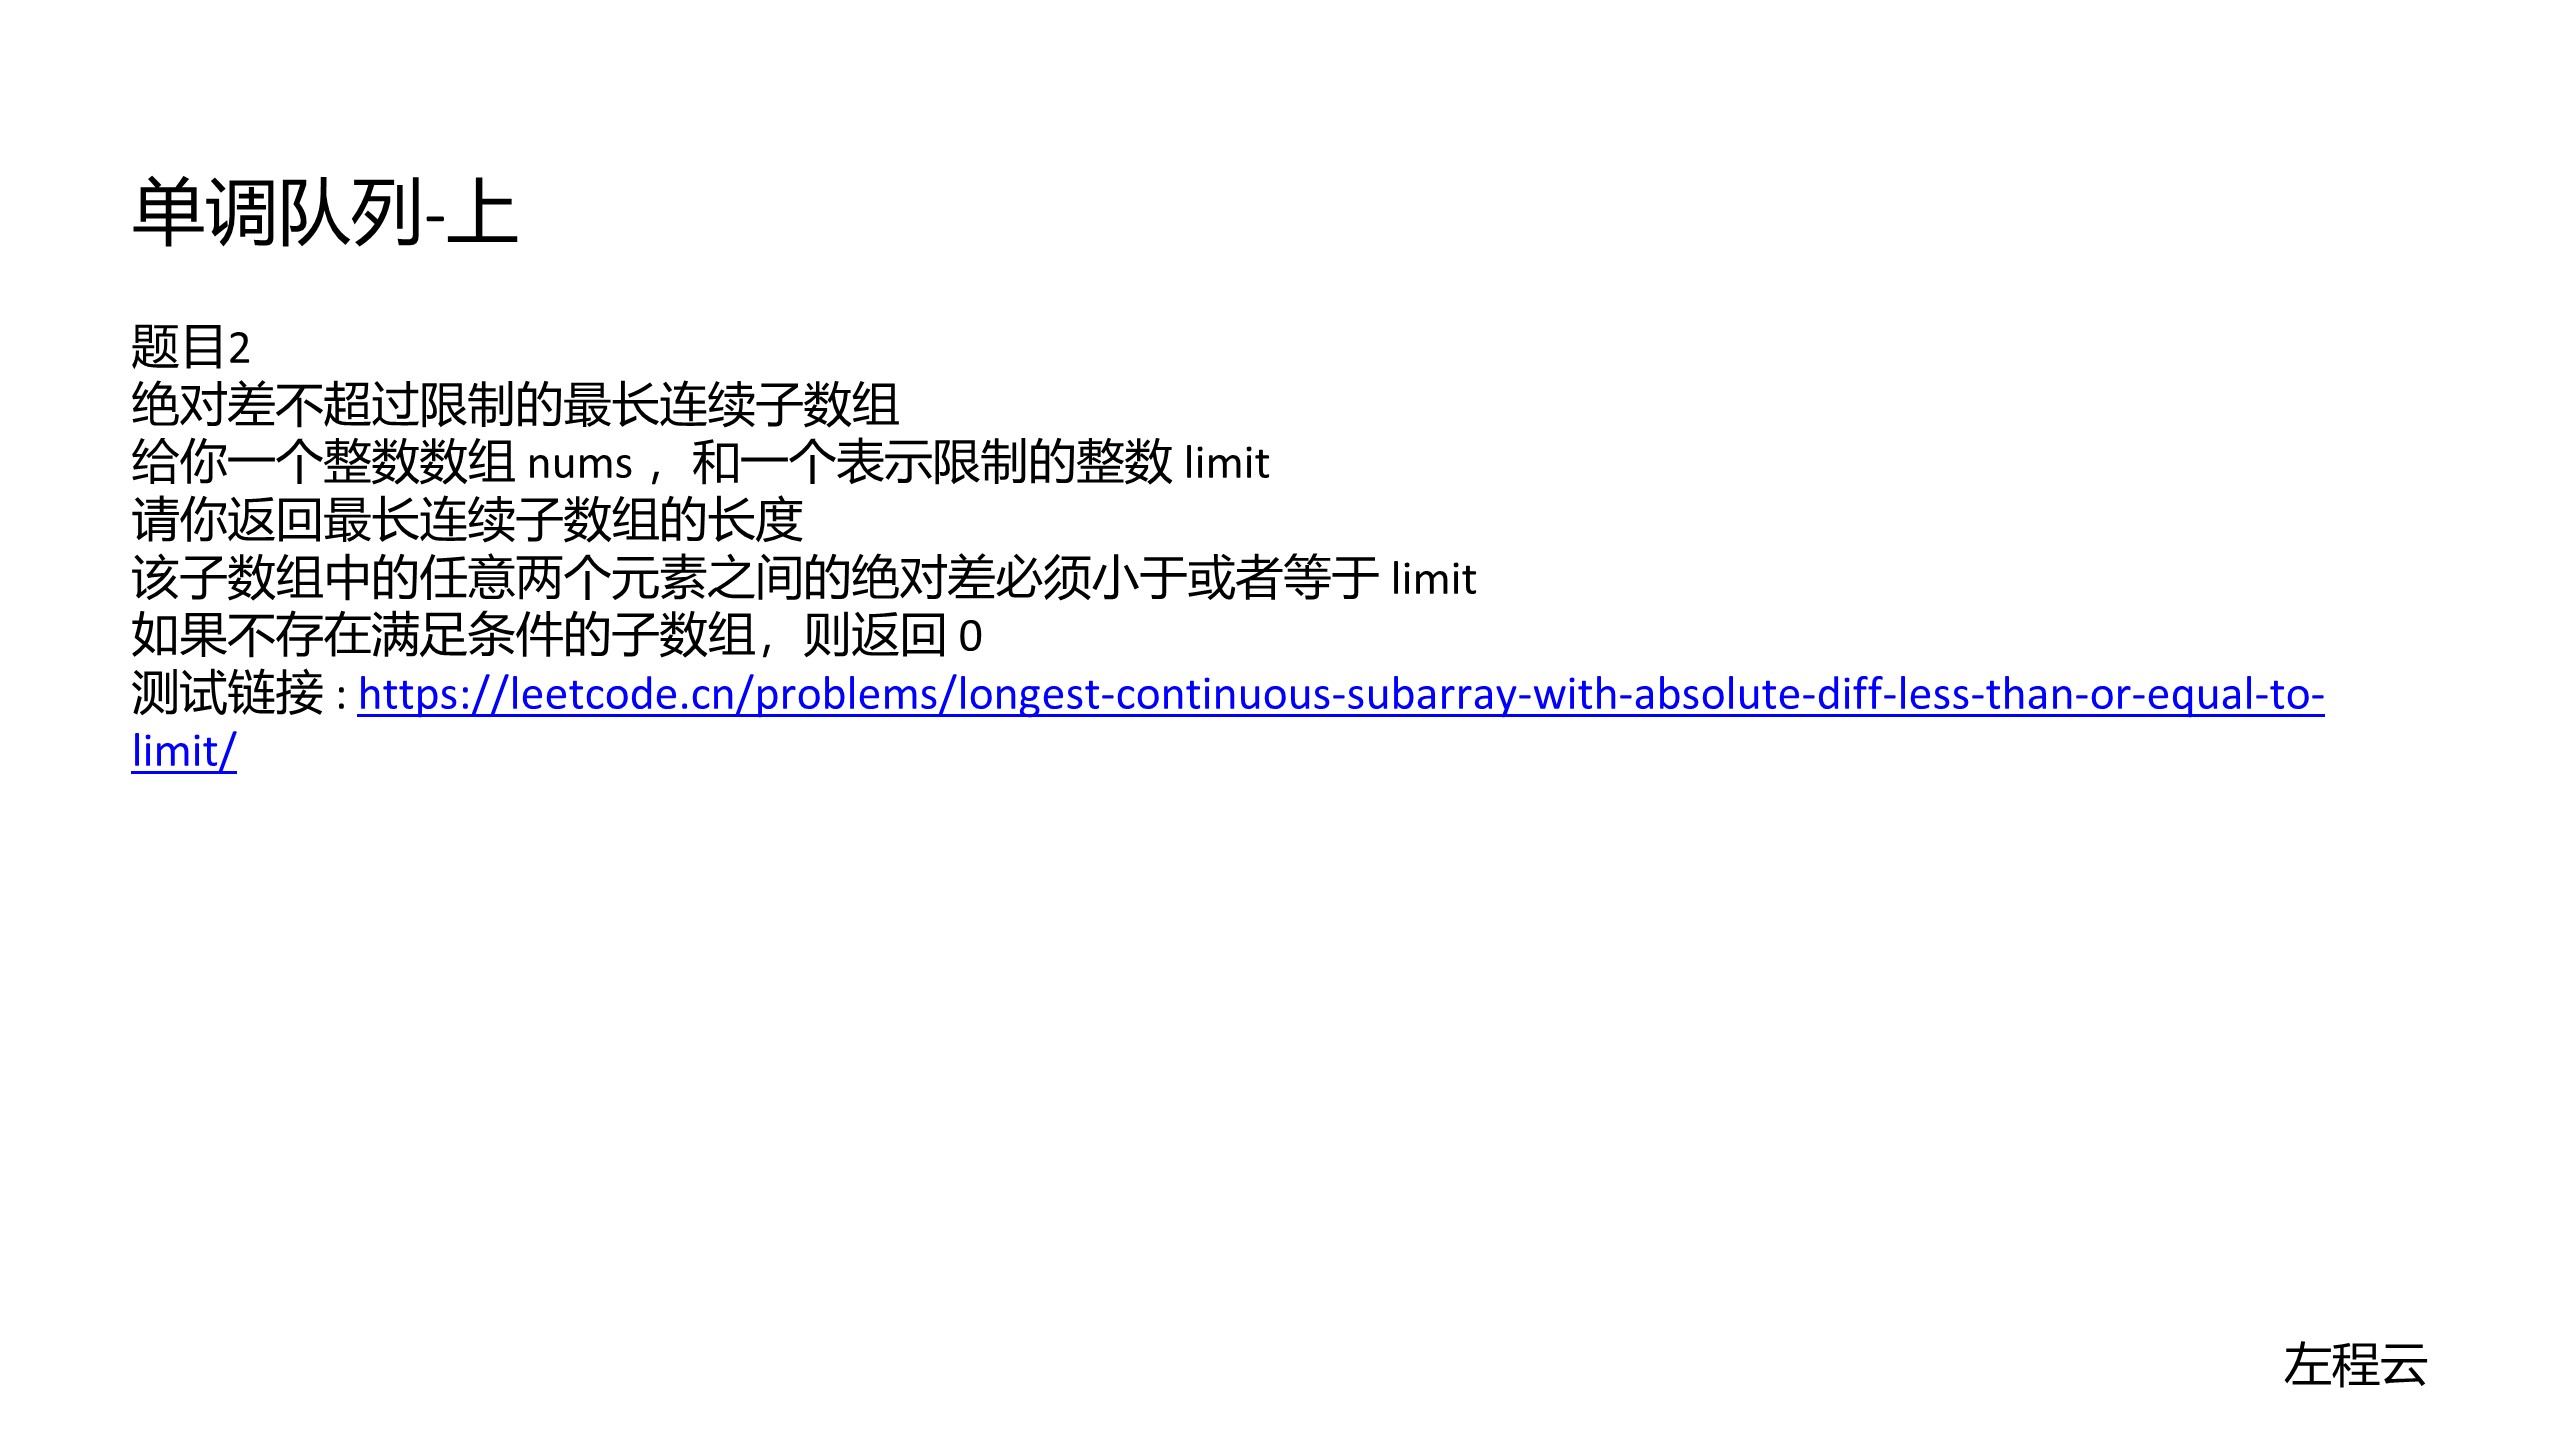 单调队列-上
题目2
绝对差不超过限制的最长连续子数组
给你一个整数数组 nums ，和一个表示限制的整数 limit
请你返回最长连续子数组的长度
该子数组中的任意两个元素之间的绝对差必须小于或者等于 limit
如果不存在满足条件的子数组，则返回 0
测试链接 : https://leetcode.cn/problems/longest-continuous-subarray-with-absolute-diff-less-than-or-equal-to-
limit/
左程云